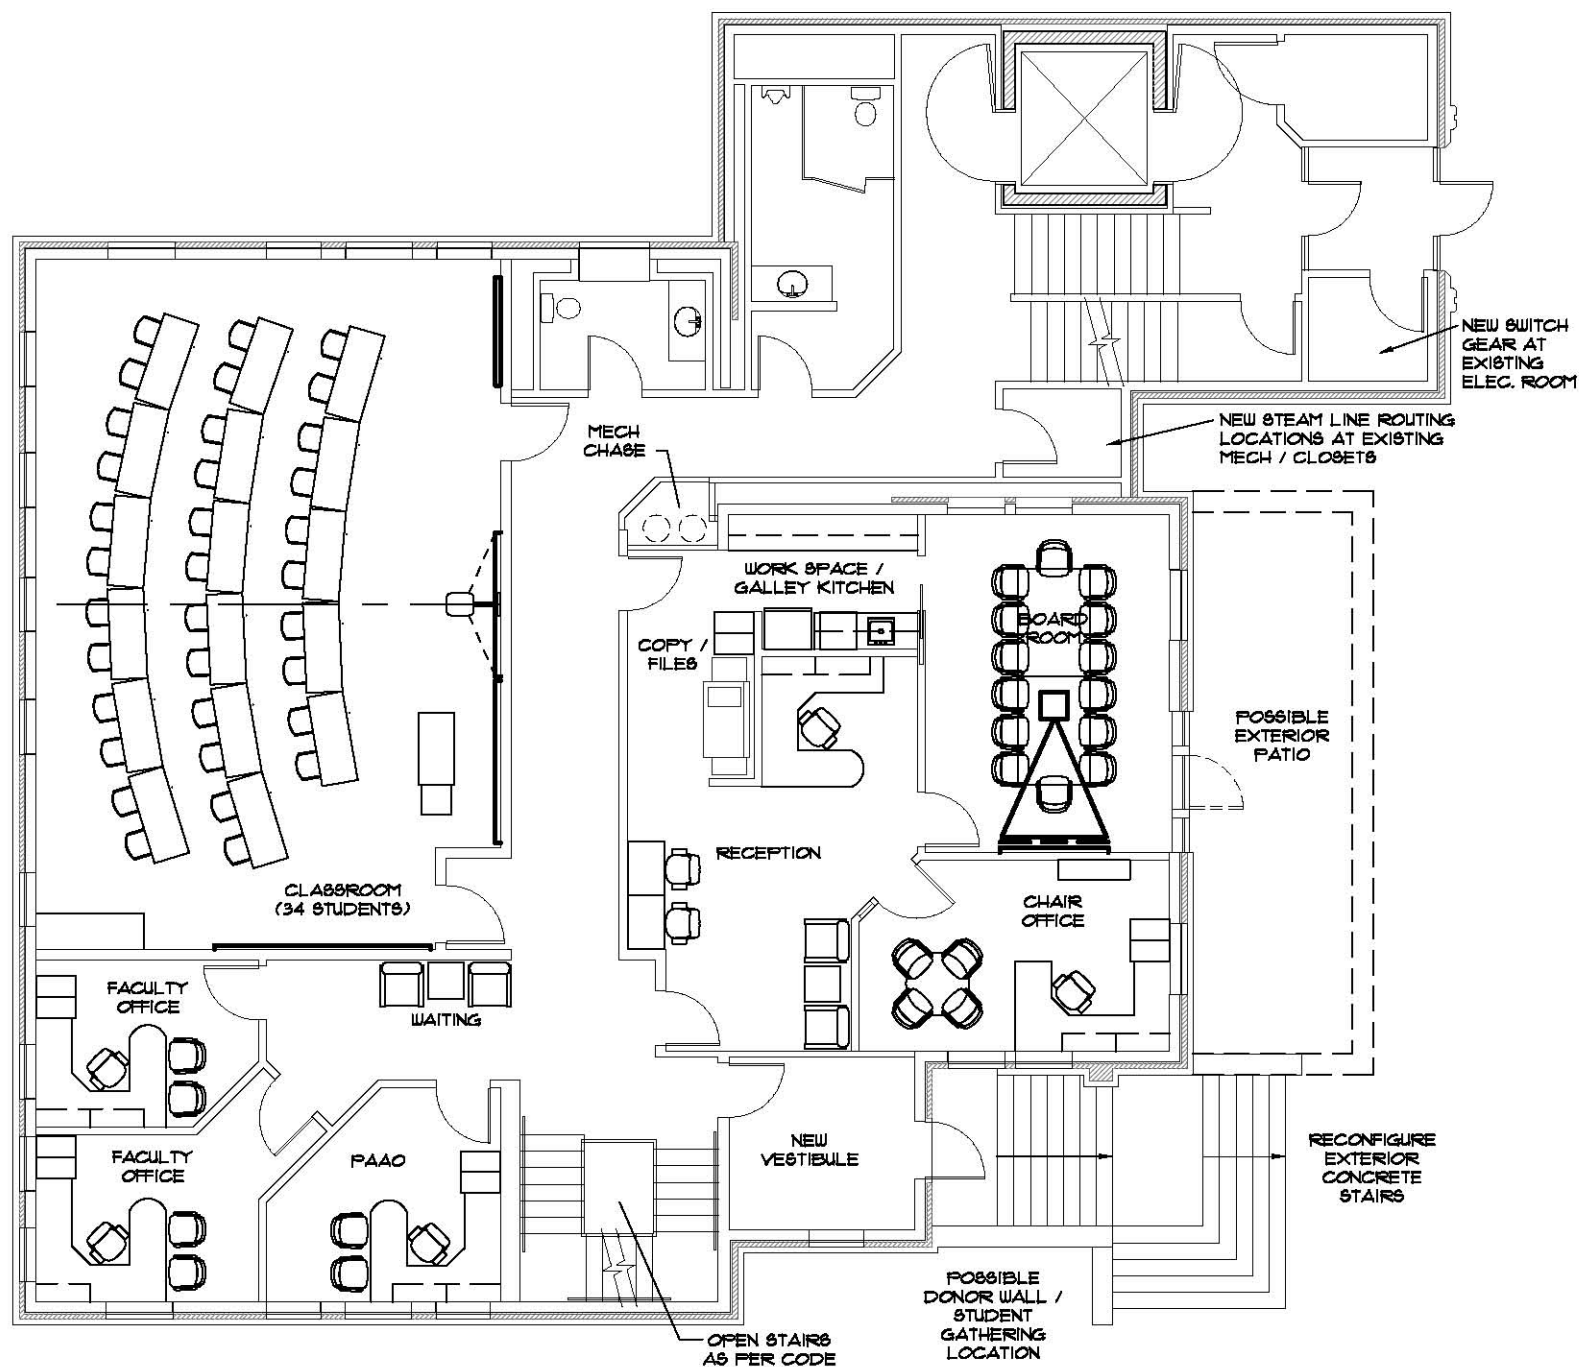 NEW SWITCH
GEAR AT
EXISTING
ELEC. ROOM
NEW STEAM LINE ROUTING
LOCATIONS AT EXISTING
MECH / CLOSETS
MECH
CHASE
WORK SPACE /
GALLEY KITCHEN
COPY /
FILES
BOARD
ROOM
POSSIBLE
EXTERIOR
PATIO
RECEPTION
CLASSROOM
(34 STUDENTS)
CHAIR
OFFICE
FACULTY
OFFICE
WAITING
FACULTY
OFFICE
PAAO
NEW
VESTIBULE
RECONFIGURE
EXTERIOR
CONCRETE
STAIRS
POSSIBLE
DONOR WALL /
STUDENT
GATHERING
LOCATION
OPEN STAIRS
AS PER CODE